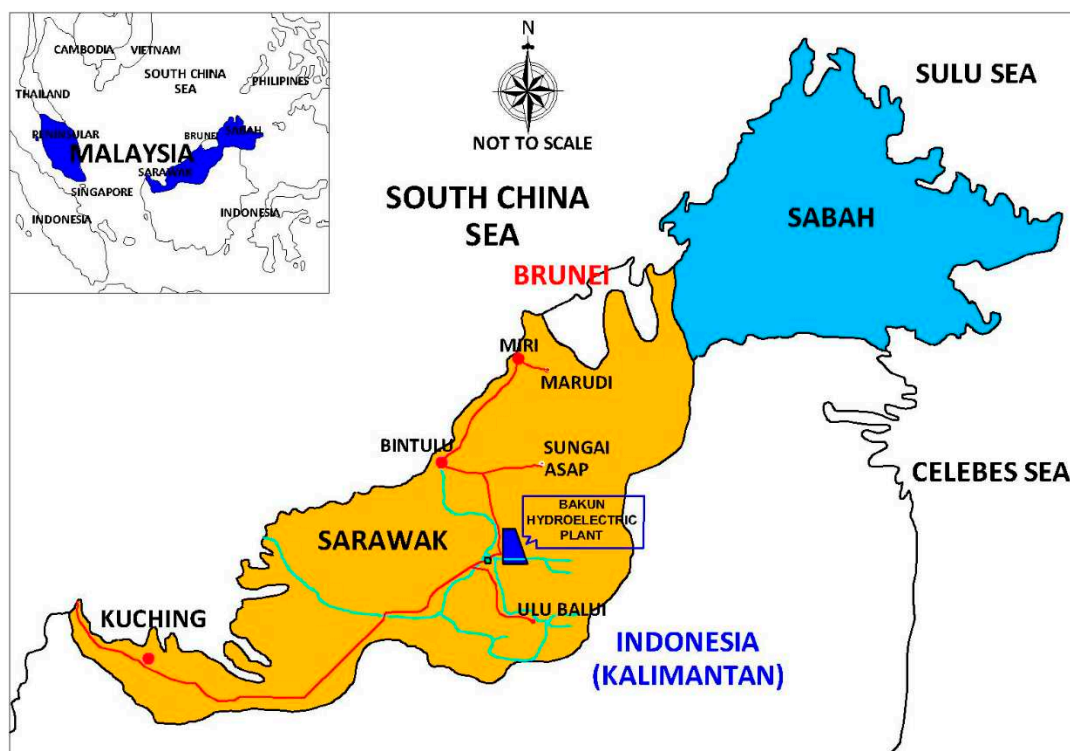 CAMBODIA
VIETNAM
SOUTH CHINA
SEA
PHILIPINES
THAILAND
PENINSULAR
MALAYSIA
BRUNEI
SABAH
SARAWAK
SINGAPORE
INDONESIA
INDONESIA
N
NOT TO SCALE
SULU SEA
SOUTH CHINA
SEA
SABAH
BRUNEI
MIRI
MARUDI
BINTULU
SUNGAI
ASAP
CELEBES SEA
BAKUN
HYDROELECTRIC
PLANT
SARAWAK
ULU BALUI
KUCHING
INDONESIA
(KALIMANTAN)